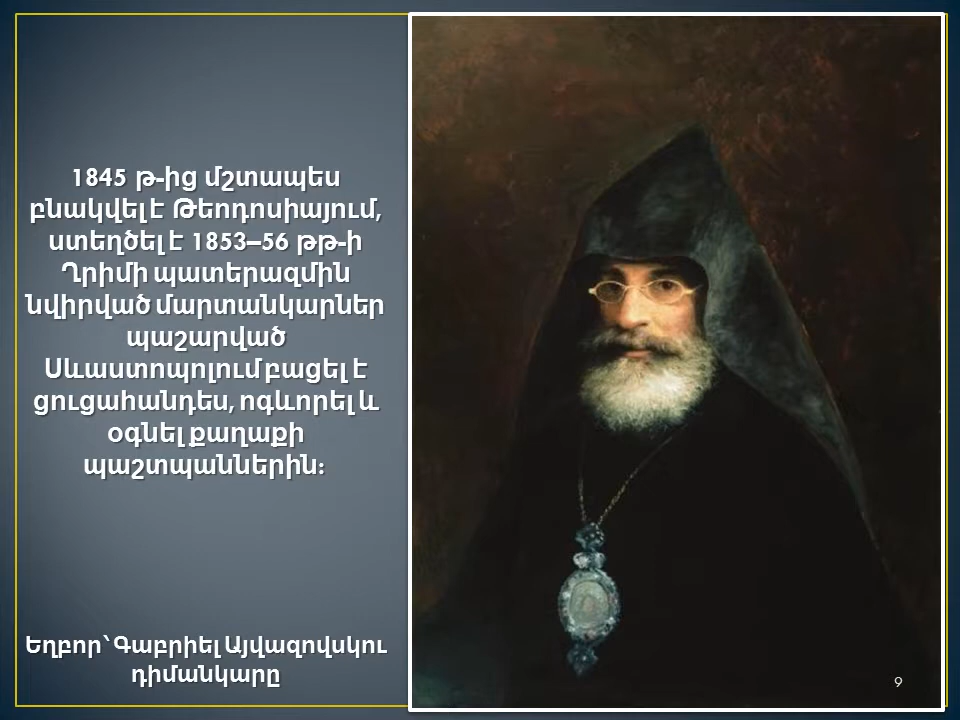 1845 թ-ից մշտապես
բնակվել է Թեոդոսիայում,
ստեղծել է 1853–56 թթ-ի
Ղրիմի պատերազմին
նվիրված մարտանկարներ
պաշարված
Սևաստոպոլում բացել է
ցուցահանդես, ոգևորել և
օգնել քաղաքի
պաշտպաններին:
Եղբոր՝ Գաբրիել Այվազովսկու
դիմանկարը
9